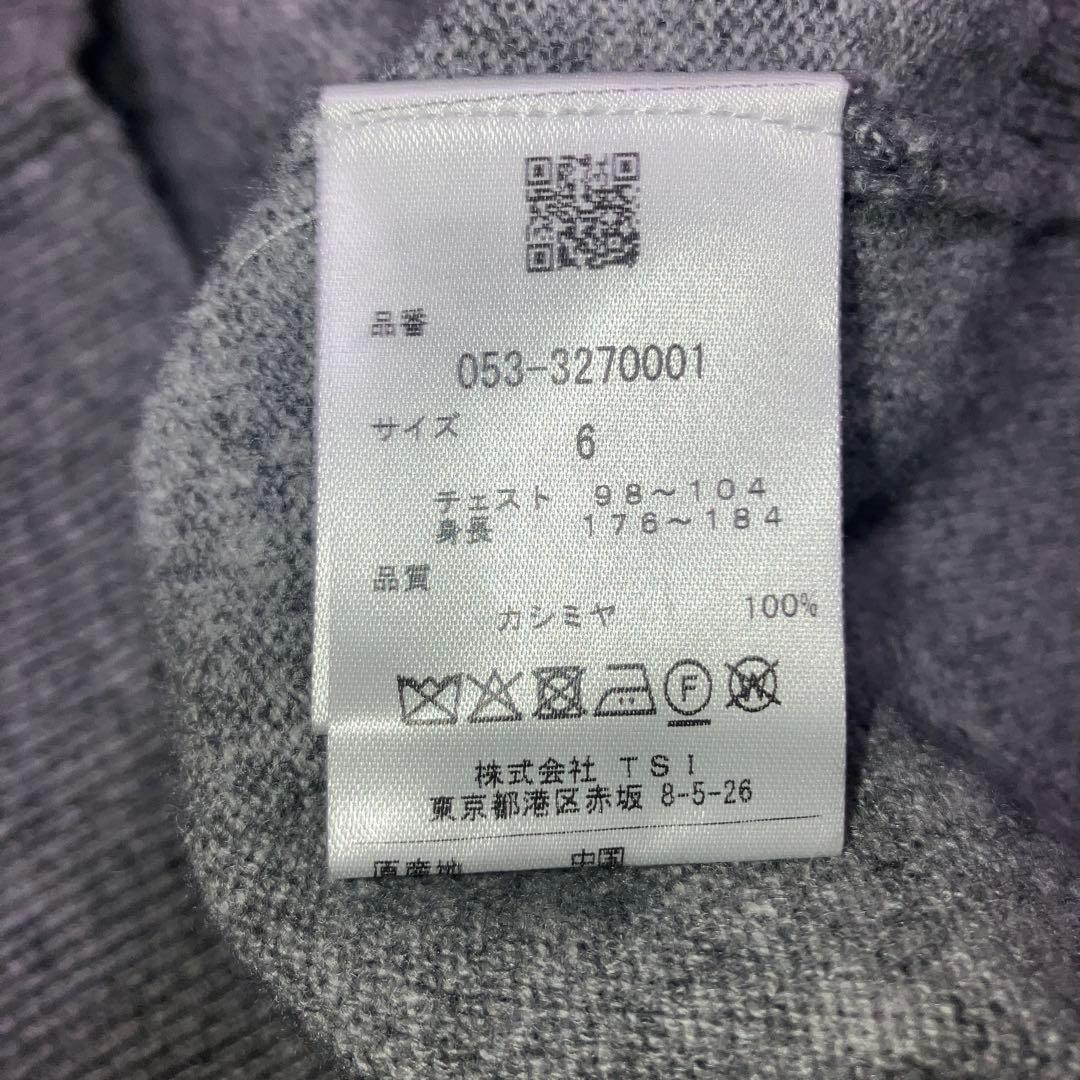 品番
053-3270001
サイズ 6
チェスト 98～104
身長 176～184
品質
カシミヤ 100%
F W
株式会社 TSI
東京都港区赤坂 8-5-26
原産地 中国